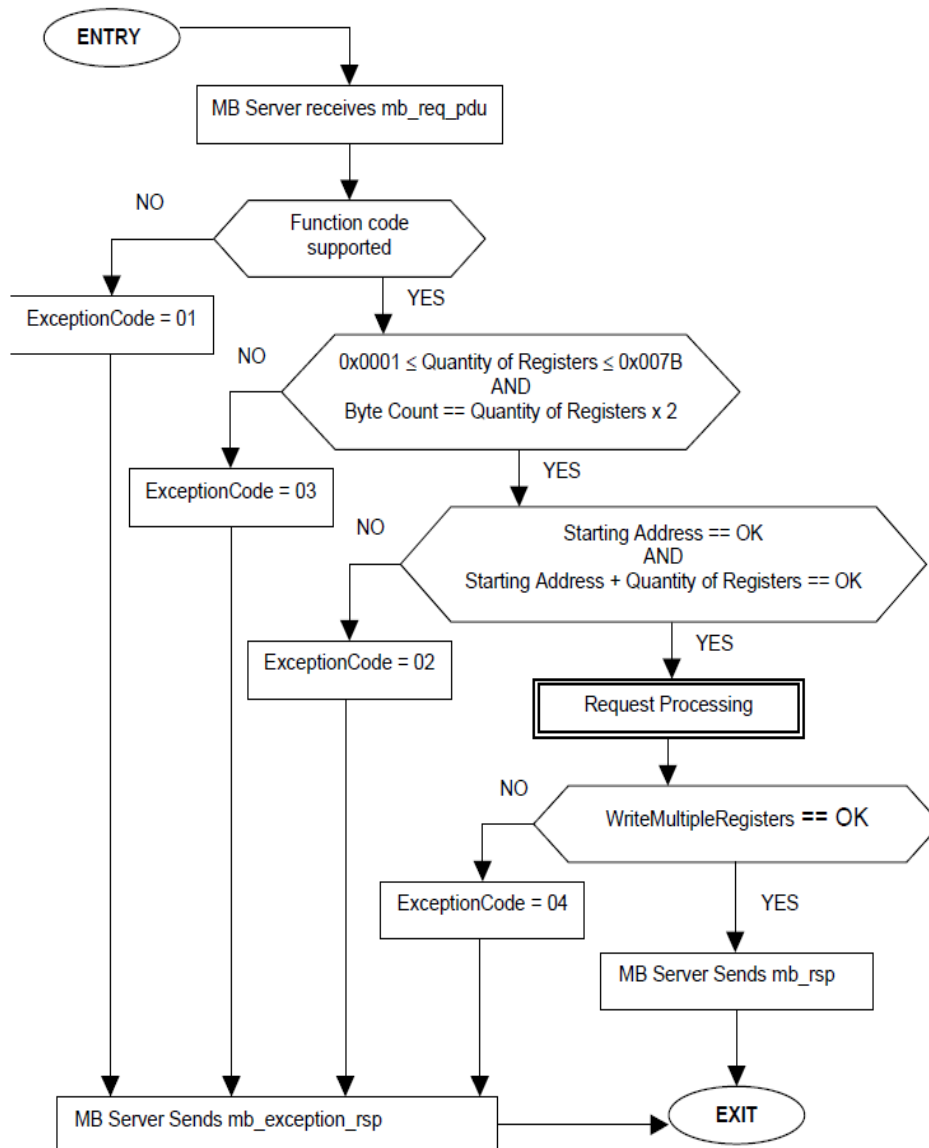 ENTRY
MB Server receives mb_req_pdu
NO
Function code
supported
YES
ExceptionCode = 01
NO
0x0001 ≤ Quantity of Registers ≤ 0x007B
AND
Byte Count == Quantity of Registers x 2
YES
ExceptionCode = 03
NO
Starting Address == OK
AND
Starting Address + Quantity of Registers == OK
YES
ExceptionCode = 02
Request Processing
NO
WriteMultipleRegisters == OK
YES
ExceptionCode = 04
MB Server Sends mb_rsp
MB Server Sends mb_exception_rsp
EXIT